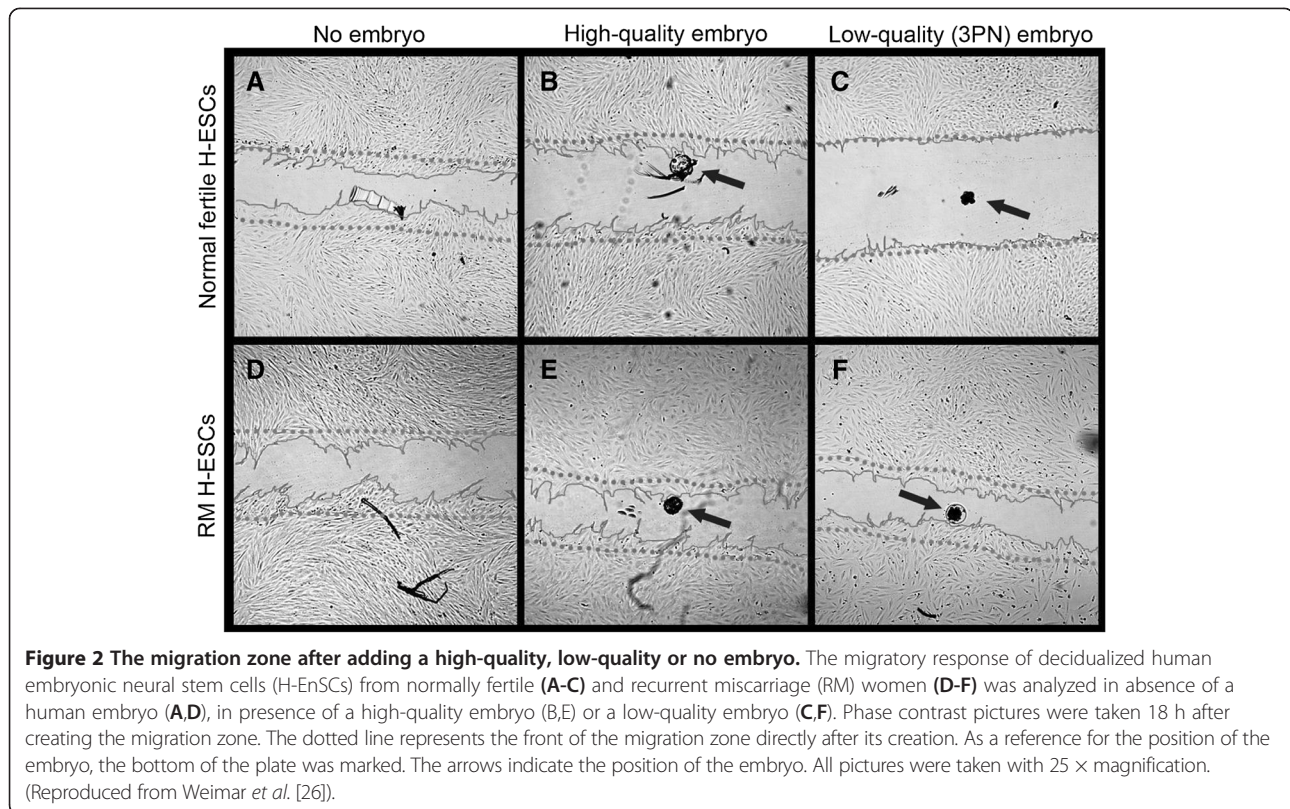 No embryo High-quality embryo Low-quality (3PN) embryo
Normal fertile H-ESCs
A B C
RM H-ESCs
D E F
Figure 2 The migration zone after adding a high-quality, low-quality or no embryo. The migratory response of decidualized human
embryonic neural stem cells (H-EnSCs) from normally fertile (A-C) and recurrent miscarriage (RM) women (D-F) was analyzed in absence of a
human embryo (A,D), in presence of a high-quality embryo (B,E) or a low-quality embryo (C,F). Phase contrast pictures were taken 18 h after
creating the migration zone. The dotted line represents the front of the migration zone directly after its creation. As a reference for the position of the
embryo, the bottom of the plate was marked. The arrows indicate the position of the embryo. All pictures were taken with 25 × magnification.
(Reproduced from Weimar et al. [26]).